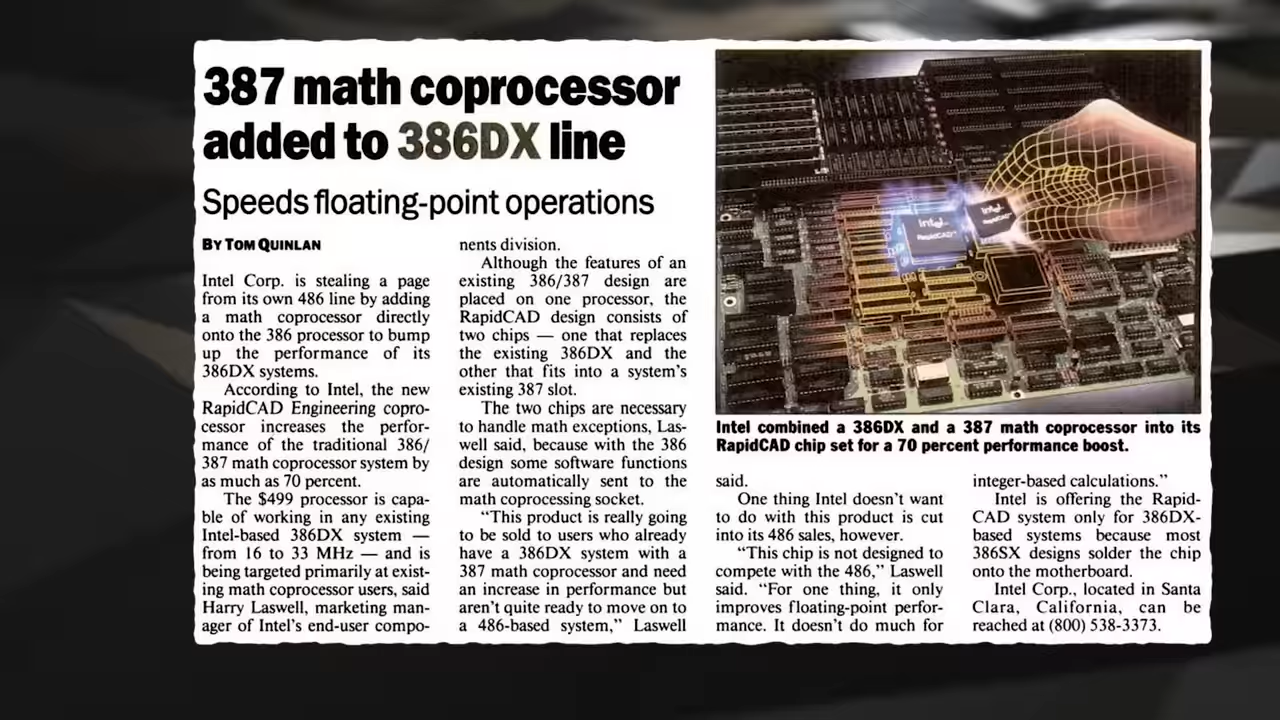 387 math coprocessor
added to 386DX line
Speeds floating-point operations
By Tom Quinlan
Intel Corp. is stealing a page
from its own 486 line by adding
a math coprocessor directly
onto the 386 processor to bump
up the performance of its
386DX systems.
According to Intel, the new
RapidCAD Engineering copro-
cessor increases the perfor-
mance of the traditional 386/
387 math coprocessor system by
as much as 70 percent.
The $499 processor is capa-
ble of working in any existing
Intel-based 386DX system —
from 16 to 33 MHz — and is
being targeted primarily at exist-
ing math coprocessor users, said
Harry Laswell, marketing man-
ager of Intel's end-user compo-
nents division.
Although the features of an
existing 386/387 design are
placed on one processor, the
RapidCAD design consists of
two chips — one that replaces
the existing 386DX and the
other that fits into a system's
existing 387 slot.
The two chips are necessary
to handle math exceptions, Las-
well said, because with the 386
design some software functions
are automatically sent to the
math coprocessing socket.
“This product is really going
to be sold to users who already
have a 386DX system with a
387 math coprocessor and need
an increase in performance but
aren't quite ready to move on to
a 486-based system,” Laswell
intel
RapidCAD
intel
RapidCAD
Intel combined a 386DX and a 387 math coprocessor into its
RapidCAD chip set for a 70 percent performance boost.
said.
One thing Intel doesn't want
to do with this product is cut
into its 486 sales, however.
“This chip is not designed to
compete with the 486,” Laswell
said. “For one thing, it only
improves floating-point perfor-
mance. It doesn't do much for
integer-based calculations.”
Intel is offering the Rapid-
CAD system only for 386DX-
based systems because most
386SX designs solder the chip
onto the motherboard.
Intel Corp., located in Santa
Clara, California, can be
reached at (800) 538-3373.